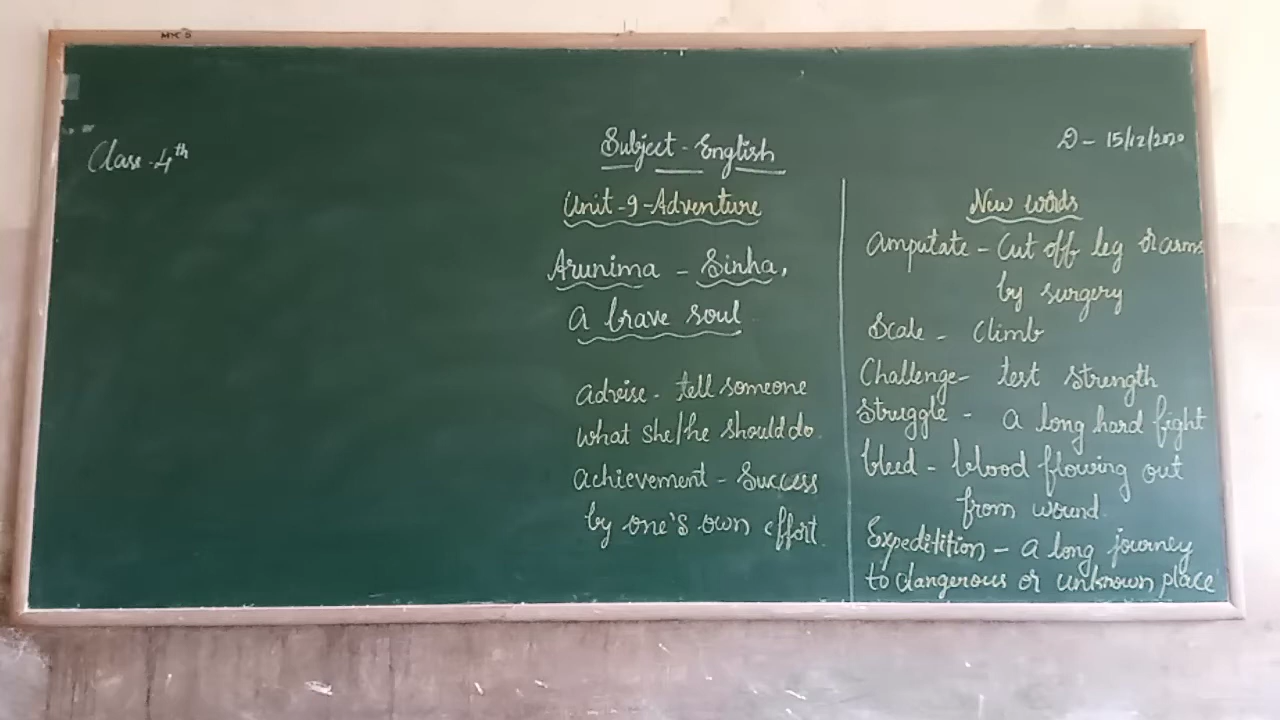 Class-4th
Subject-English
D- 15/12/2020
Unit-9-Adventure
Arunima - Sinha,
a brave soul
advise- tell someone
what she/he should do
achievement - Success
by one's own effort.
New words
amputate - Cut off leg or arms
by surgery
Scale - Climb
Challenge- test strength
Struggle - a long hard fight
bleed - blood flowing out
from wound.
Expeditition - a long journey
to dangerous or unknown place